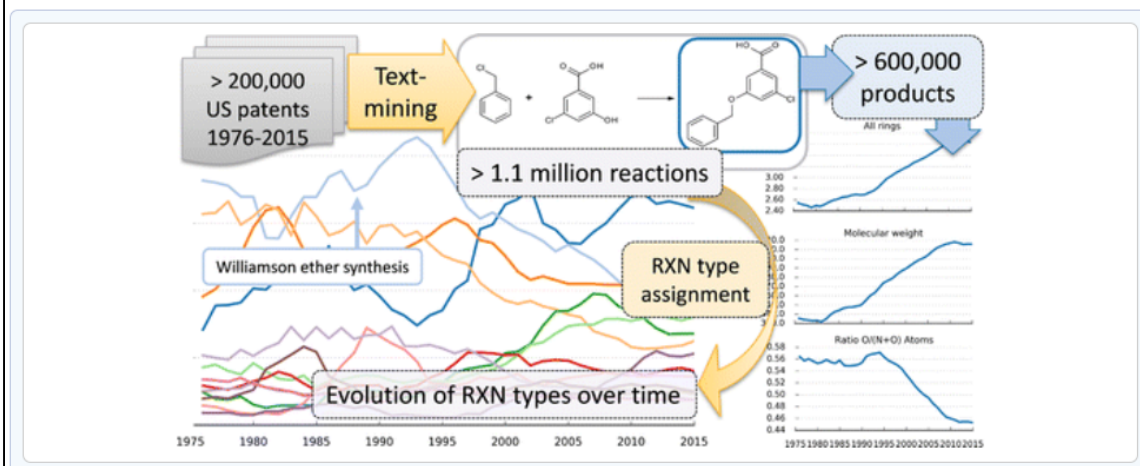 > 200,000
US patents
1976-2015
Text-
mining
Cl
+
O
OH
Cl
OH
HO
O
O
Cl
> 600,000
products
> 1.1 million reactions
Williamson ether synthesis
RXN type
assignment
Evolution of RXN types over time
1975 1980 1985 1990 1995 2000 2005 2010 2015
All rings
3.00
2.80
2.60
2.40
Molecular weight
Ratio O/(N+O) Atoms
0.58
0.56
0.54
0.52
0.50
0.48
0.46
0.44
1975 1980 1985 1990 1995 2000 2005 2010 2015